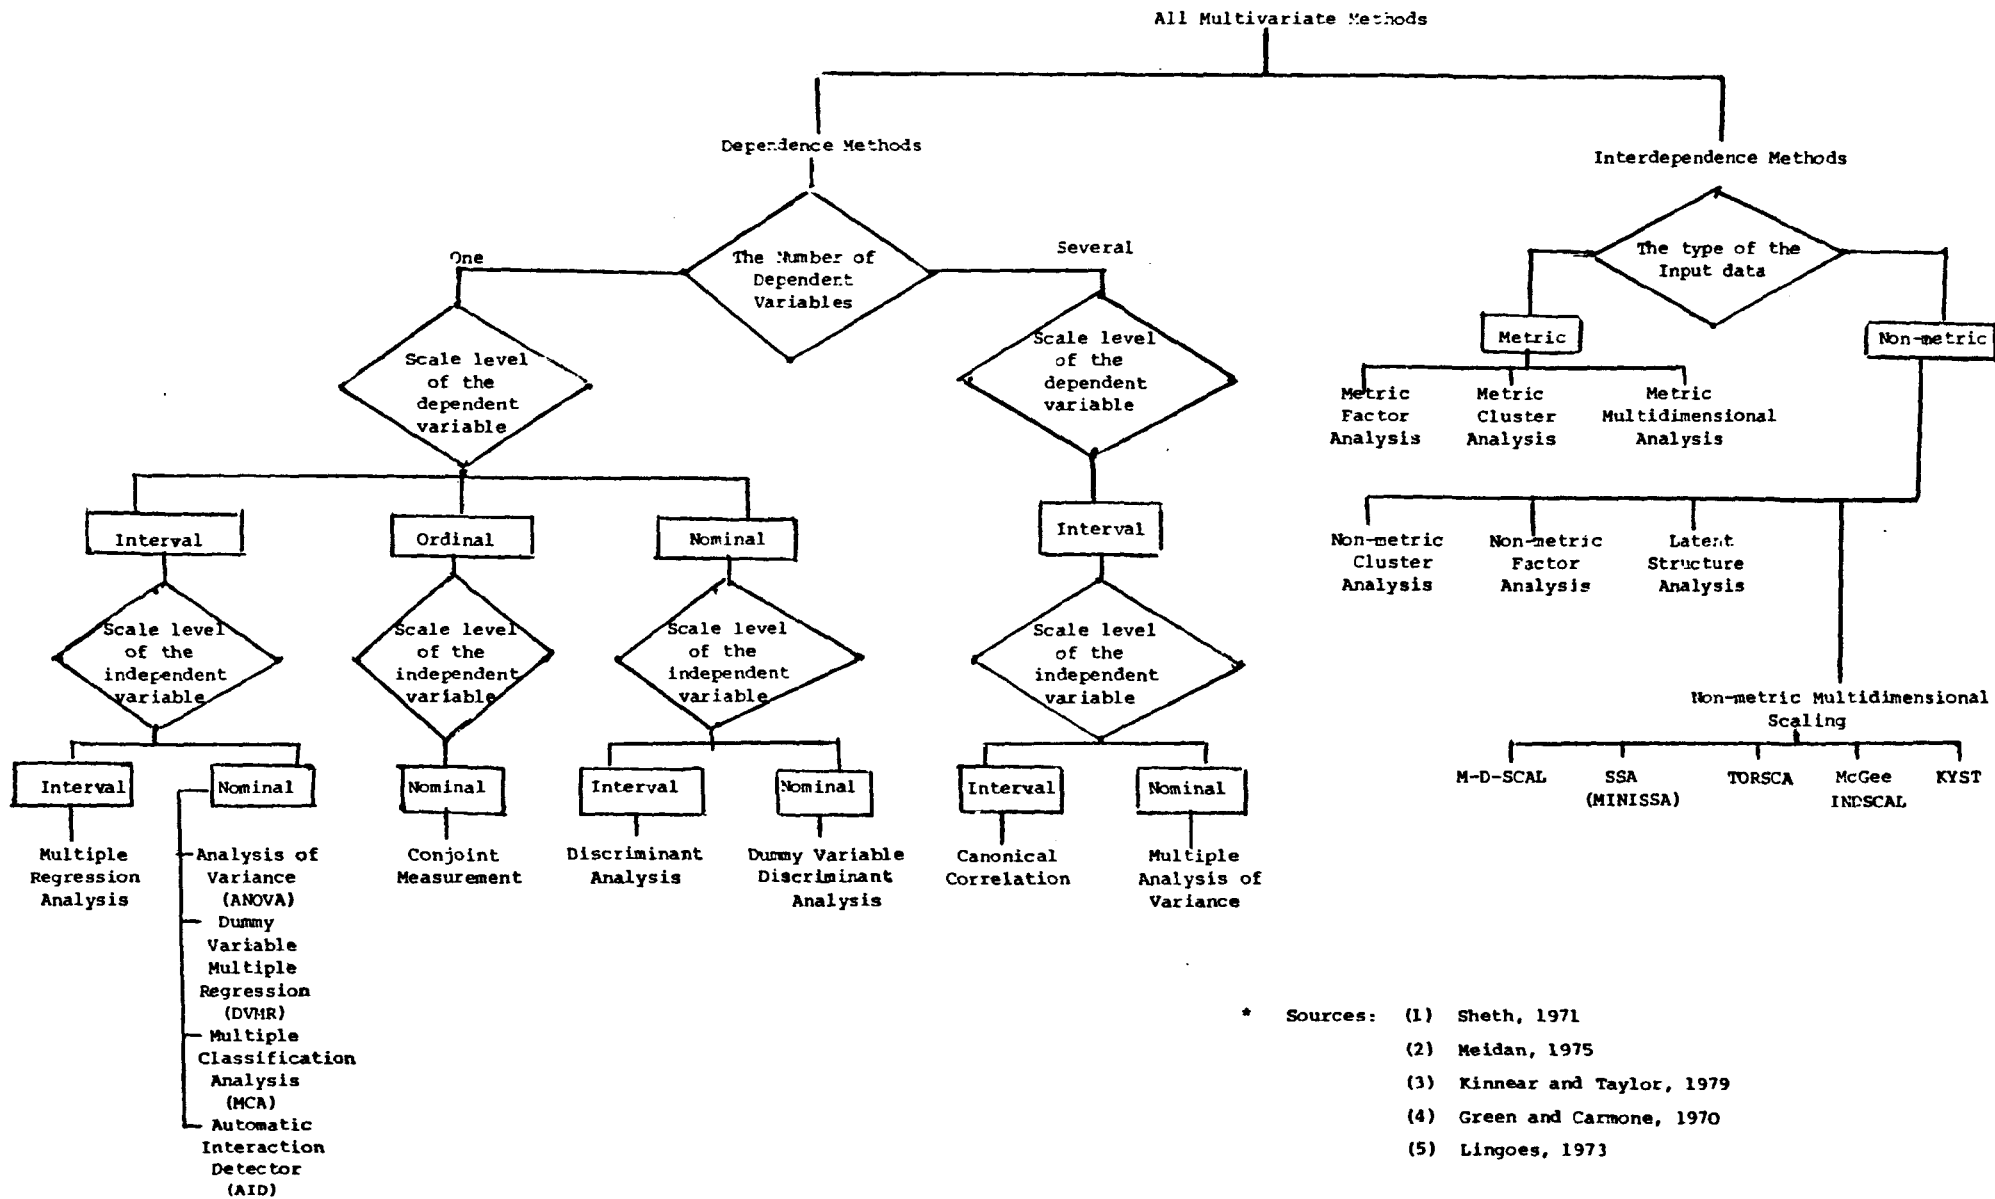 All Multivariate Methods
Dependence Methods
Interdependence Methods
One
The Number of
Dependent
Variables
Several
The type of the
Input data
Scale level
of the
dependent
variable
Scale level
of the
dependent
variable
Metric
Non-metric
Metric
Factor
Analysis
Metric
Cluster
Analysis
Metric
Multidimensional
Analysis
Interval
Ordinal
Nominal
Interval
Non-metric
Cluster
Analysis
Non-metric
Factor
Analysis
Latent
Structure
Analysis
Scale level
of the
independent
variable
Scale level
of the
independent
variable
Scale level
of the
independent
variable
Scale level
of the
independent
variable
Non-metric Multidimensional
Scaling
Interval
Nominal
Nominal
Interval
Nominal
Interval
Nominal
M-D-SCAL
SSA
(MINISSA)
TORSCA
McGee
INDSCAL
KYST
Multiple
Regression
Analysis
Analysis of
Variance
(ANOVA)
Dummy
Variable
Multiple
Regression
(DVMR)
Multiple
Classification
Analysis
(MCA)
Automatic
Interaction
Detector
(AID)
Conjoint
Measurement
Discriminant
Analysis
Dummy Variable
Discriminant
Analysis
Canonical
Correlation
Multiple
Analysis of
Variance
* Sources: (1) Sheth, 1971
(2) Meidan, 1975
(3) Kinnear and Taylor, 1979
(4) Green and Carmone, 1970
(5) Lingoes, 1973